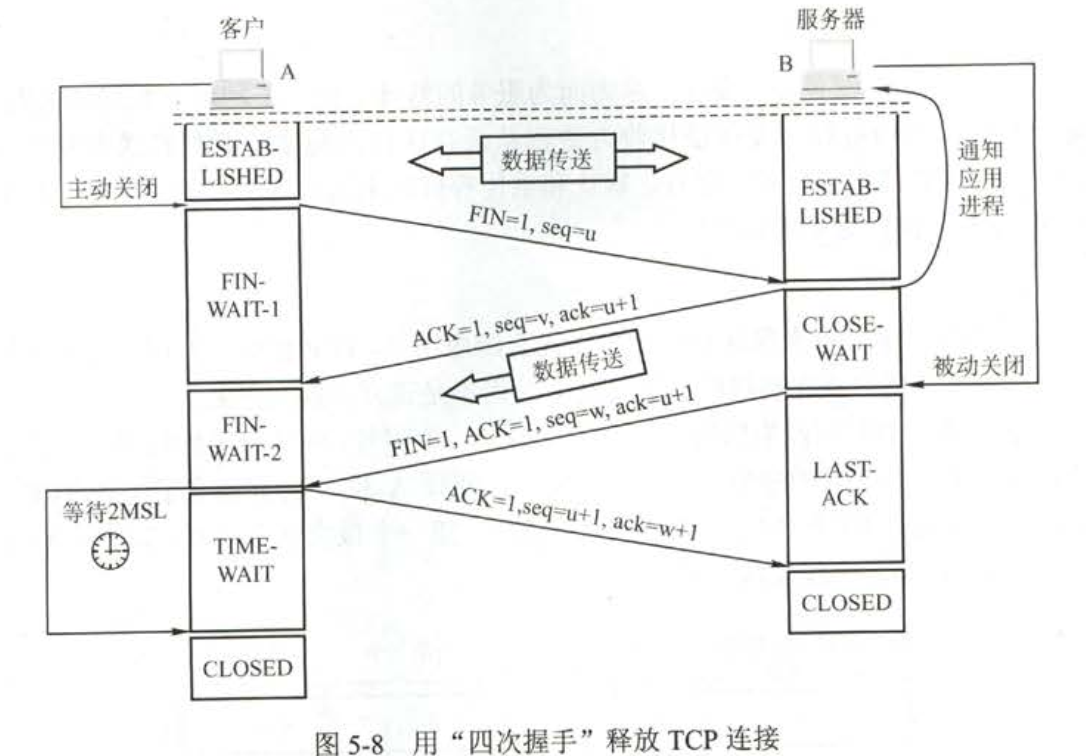 客户
服务器
A
B
ESTAB-
LISHED
数据传送
ESTAB-
LISHED
通知
应用
进程
主动关闭
FIN=1, seq=u
FIN-
WAIT-1
ACK=1, seq=v, ack=u+1
CLOSE-
WAIT
数据传送
被动关闭
FIN-
WAIT-2
FIN=1, ACK=1, seq=w, ack=u+1
LAST-
ACK
等待2MSL
ACK=1,seq=u+1, ack=w+1
TIME-
WAIT
CLOSED
CLOSED
图 5-8 用“四次握手”释放 TCP 连接